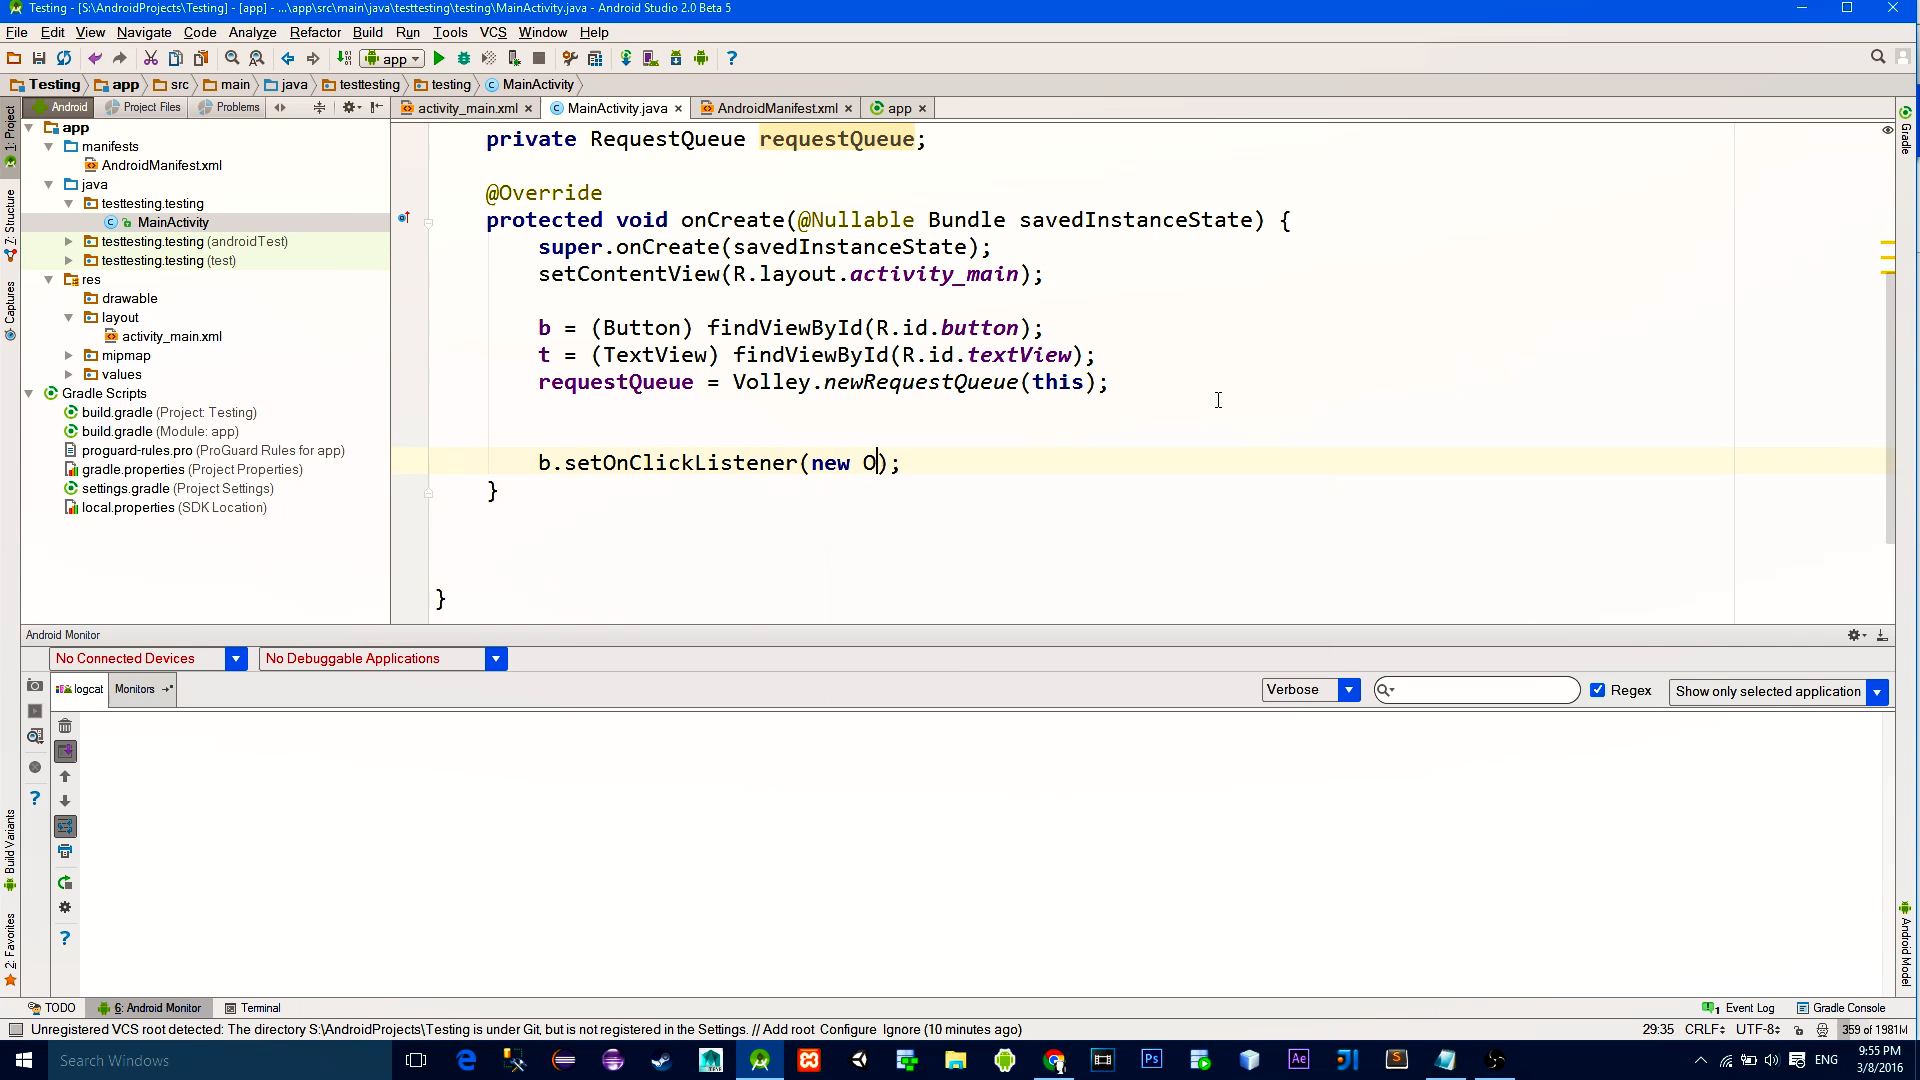 Testing - [S:\AndroidProjects\Testing] - [app] - ...\app\src\main\java\testtesting\testing\MainActivity.java - Android Studio 2.0 Beta 5
File Edit View Navigate Code Analyze Refactor Build Run Tools VCS Window Help
app
Testing app src main java testtesting testing MainActivity
Android Project Files Problems
activity_main.xml MainActivity.java AndroidManifest.xml app
1: Project
7: Structure
Captures
Build Variants
2: Favorites
app
manifests
AndroidManifest.xml
java
testtesting.testing
MainActivity
testtesting.testing (androidTest)
testtesting.testing (test)
res
drawable
layout
activity_main.xml
mipmap
values
Gradle Scripts
build.gradle (Project: Testing)
build.gradle (Module: app)
proguard-rules.pro (ProGuard Rules for app)
gradle.properties (Project Properties)
settings.gradle (Project Settings)
local.properties (SDK Location)
private RequestQueue requestQueue;
@Override
protected void onCreate(@Nullable Bundle savedInstanceState) {
super.onCreate(savedInstanceState);
setContentView(R.layout.activity_main);
b = (Button) findViewById(R.id.button);
t = (TextView) findViewById(R.id.textView);
requestQueue = Volley.newRequestQueue(this);
b.setOnClickListener(new O);
}
}
Gradle
Android Model
Android Monitor
No Connected Devices No Debuggable Applications
logcat Monitors
Verbose Regex Show only selected application
TODO 6: Android Monitor Terminal Event Log Gradle Console
Unregistered VCS root detected: The directory S:\AndroidProjects\Testing is under Git, but is not registered in the Settings. // Add root Configure Ignore (10 minutes ago) 29:35 CRLF UTF-8 359 of 1981M
Search Windows
ENG
9:55 PM
3/8/2016